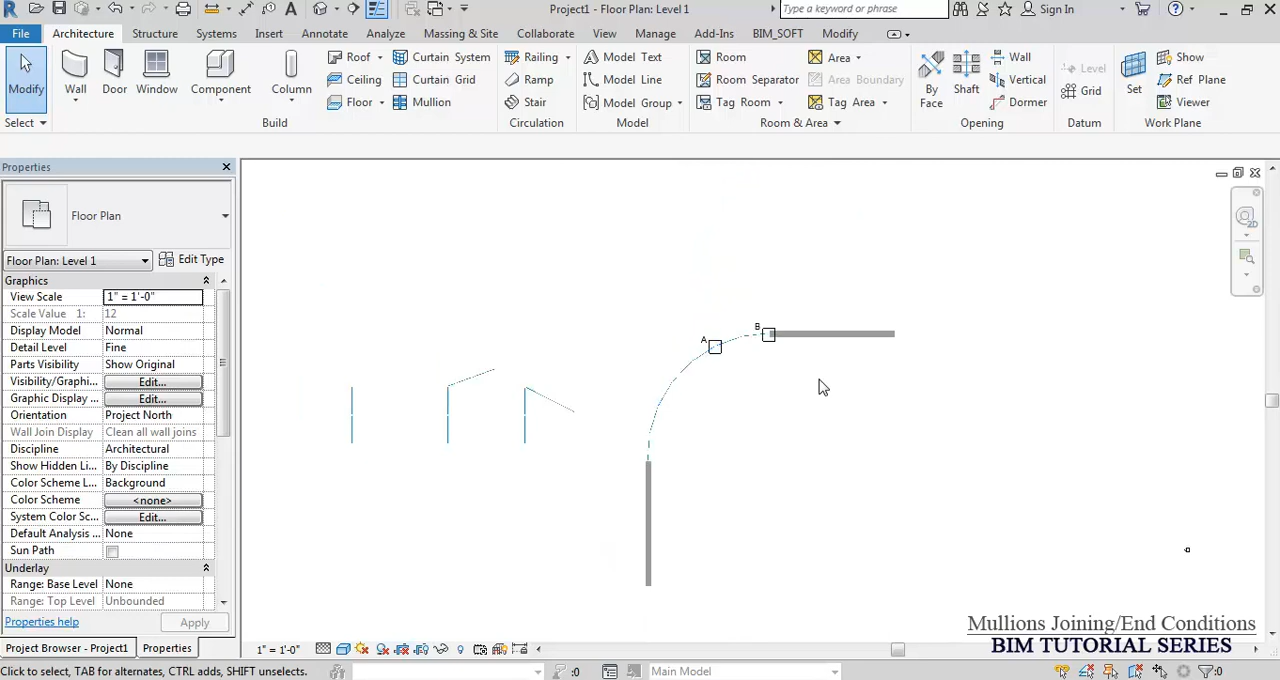 Project1 - Floor Plan: Level 1
Type a keyword or phrase
Sign In
File Architecture Structure Systems Insert Annotate Analyze Massing & Site Collaborate View Manage Add-Ins BIM_SOFT Modify
Modify Wall Door Window Component Column
Roof Curtain System Railing Model Text Room Area Wall Show
Ceiling Curtain Grid Ramp Model Line Room Separator Area Boundary Vertical Level Ref Plane
Floor Mullion Stair Model Group Tag Room Tag Area By Face Shaft Dormer Grid Set Viewer
Select Build Circulation Model Room & Area Opening Datum Work Plane
Properties
Floor Plan
Floor Plan: Level 1 Edit Type
Graphics
View Scale 1" = 1'-0"
Scale Value 1: 12
Display Model Normal
Detail Level Fine
Parts Visibility Show Original
Visibility/Graphi... Edit...
Graphic Display ... Edit...
Orientation Project North
Wall Join Display Clean all wall joins
Discipline Architectural
Show Hidden Li... By Discipline
Color Scheme L... Background
Color Scheme <none>
System Color Sc... Edit...
Default Analysis ... None
Sun Path
Underlay
Range: Base Level None
Range: Top Level Unbounded
Properties help Apply
Project Browser - Project1 Properties
A
B
2D
1" = 1'-0"
Mullions Joining/End Conditions
BIM TUTORIAL SERIES
Click to select, TAB for alternates, CTRL adds, SHIFT unselects.
:0
Main Model
:0